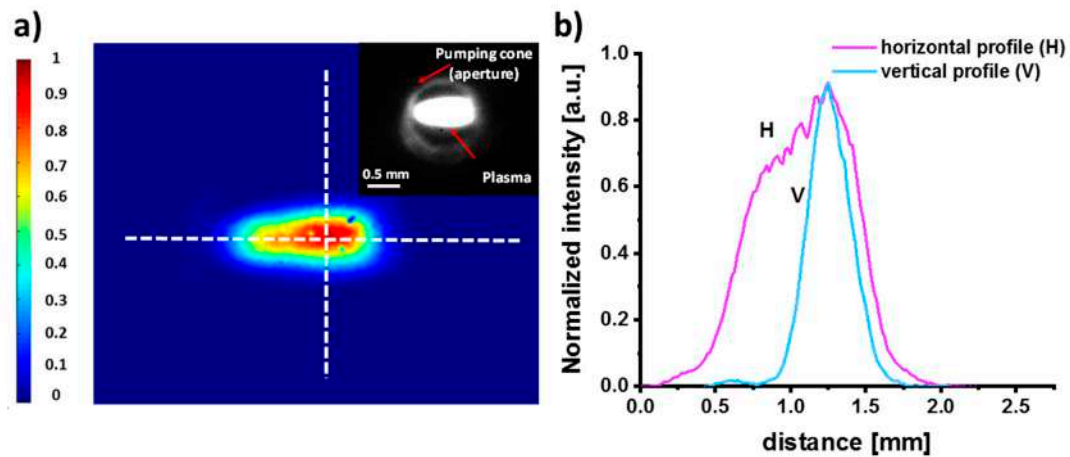 a)
1
0.9
0.8
0.7
0.6
0.5
0.4
0.3
0.2
0.1
0
Pumping cone
(aperture)
Plasma
0.5 mm
b)
horizontal profile (H)
vertical profile (V)
H
V
1.0
0.8
0.6
0.4
0.2
0.0
Normalized intensity [a.u.]
0.0 0.5 1.0 1.5 2.0 2.5
distance [mm]